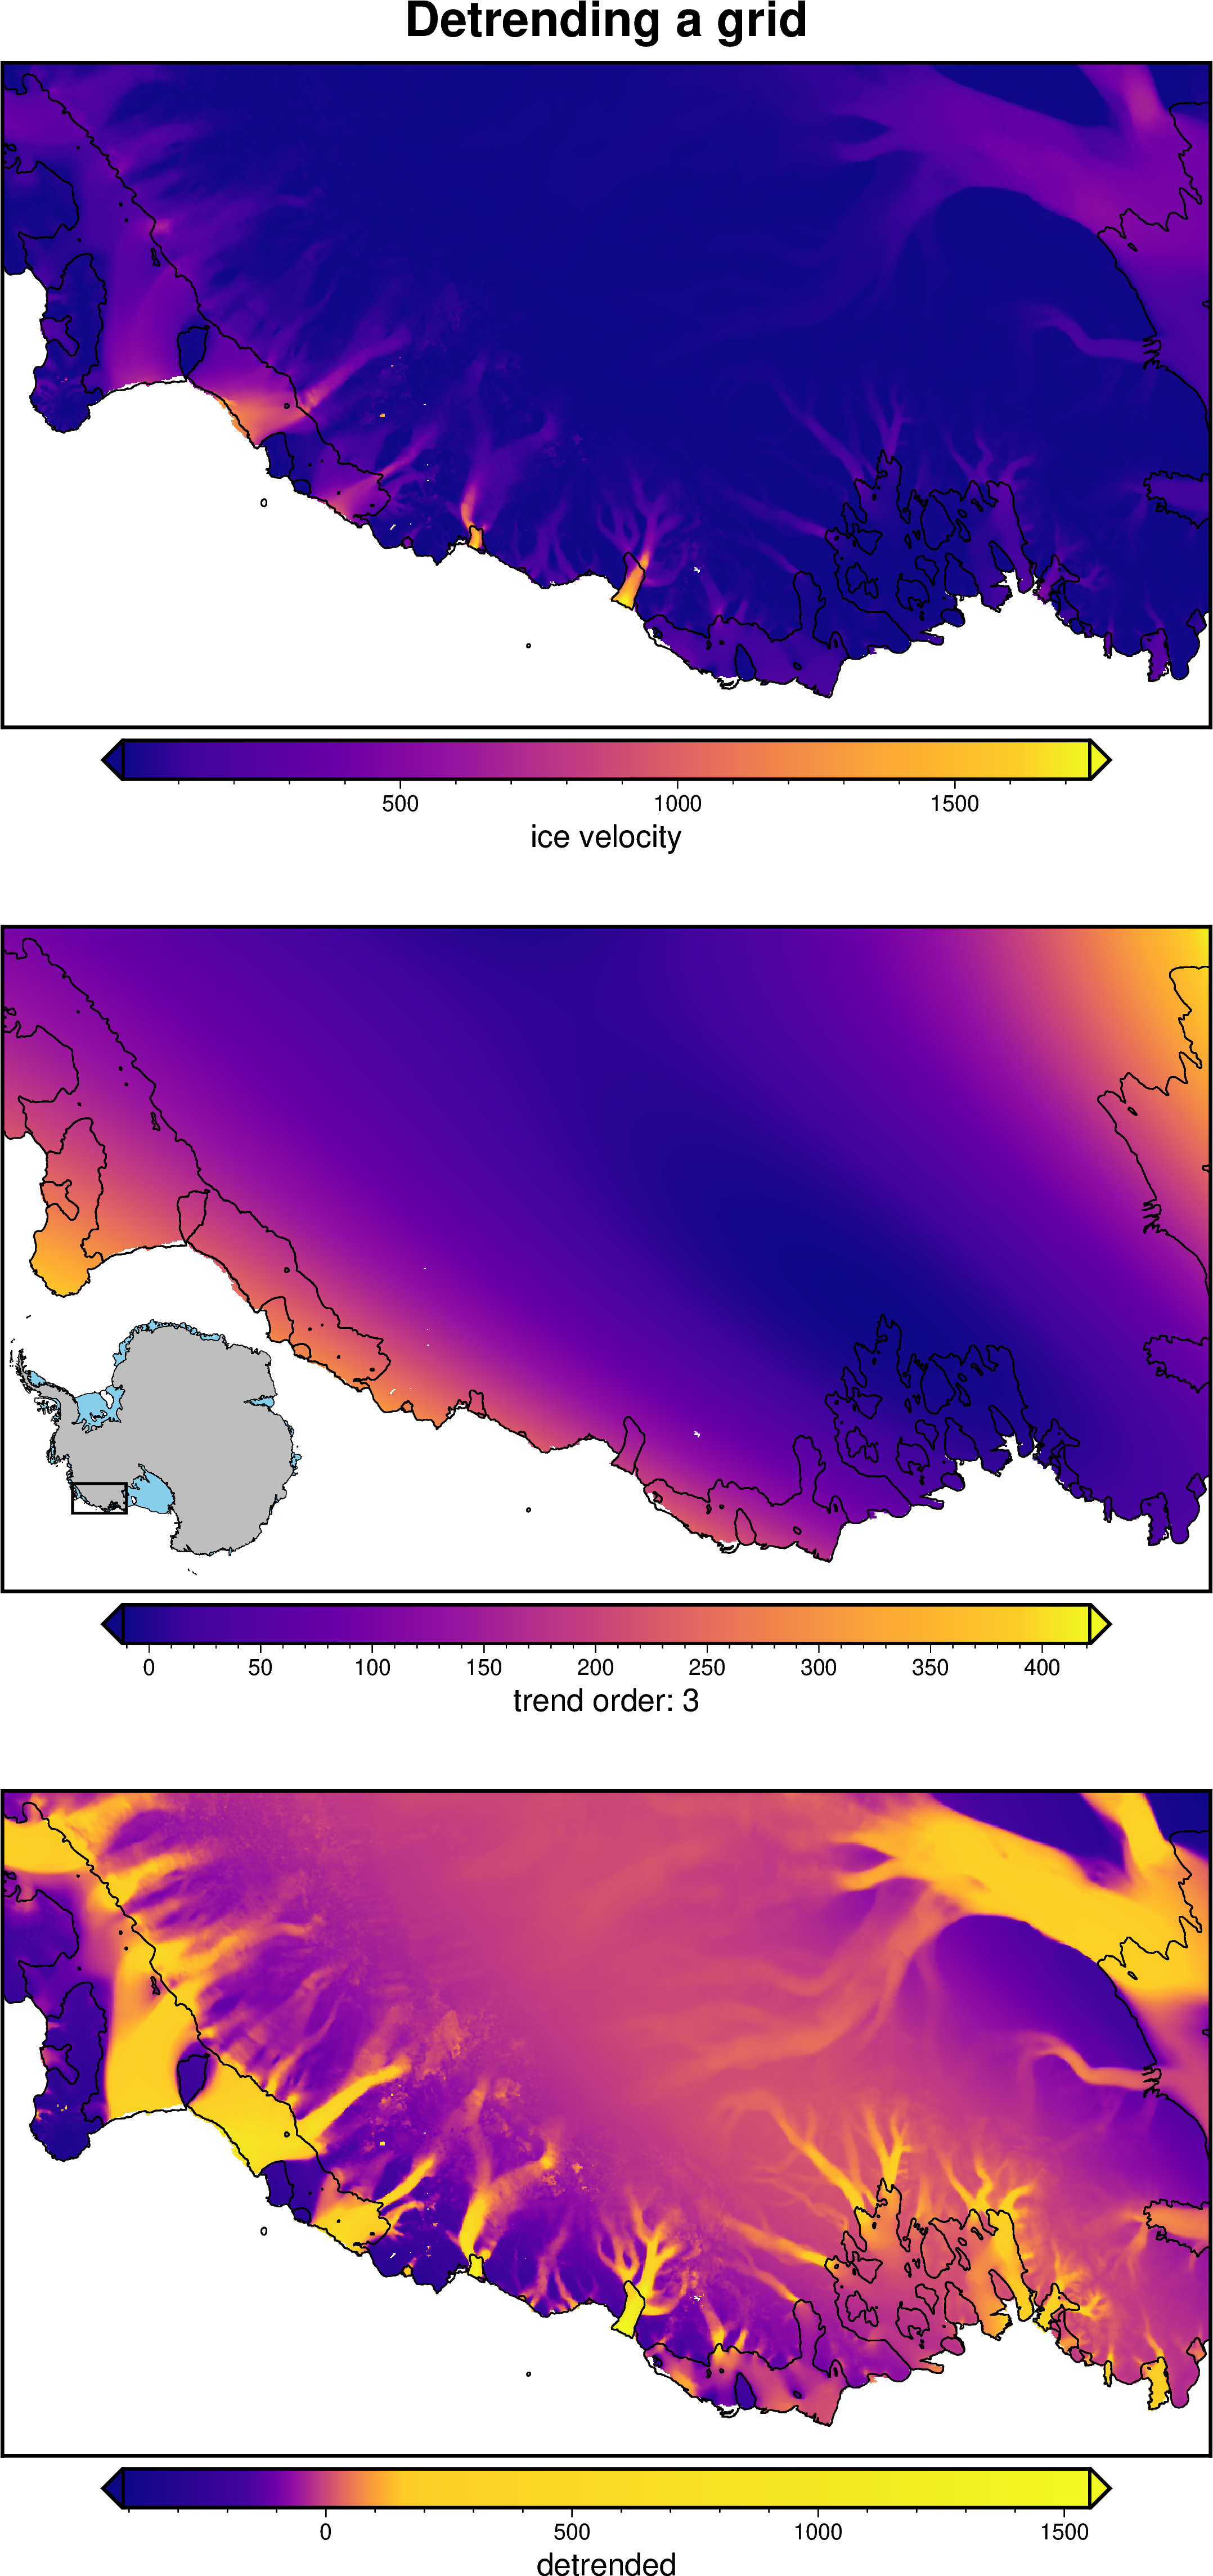 Detrending a grid
500 1000 1500
ice velocity
0 50 100 150 200 250 300 350 400
trend order: 3
0 500 1000 1500
detrended